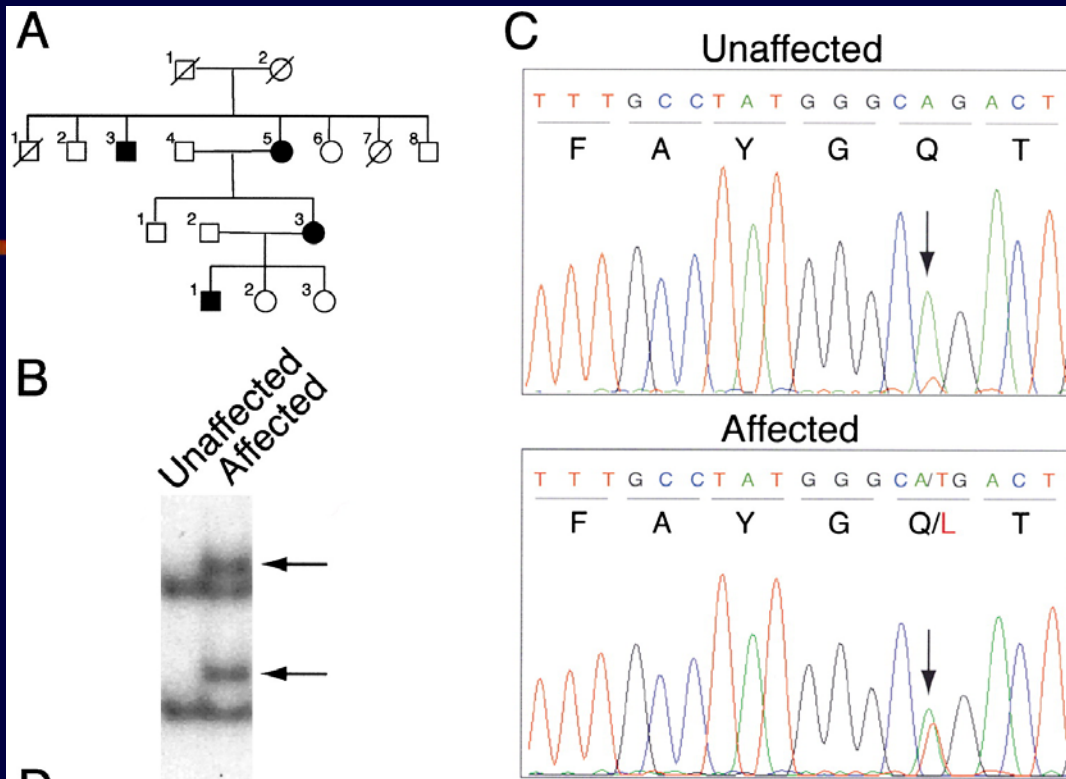 A
1 2
1 2 3 4 5 6 7 8
1 2 3
1 2 3
B
Unaffected
Affected
C
Unaffected
T T T G C C T A T G G G C A G A C T
F A Y G Q T
Affected
T T T G C C T A T G G G C A/T G A C T
F A Y G Q/L T